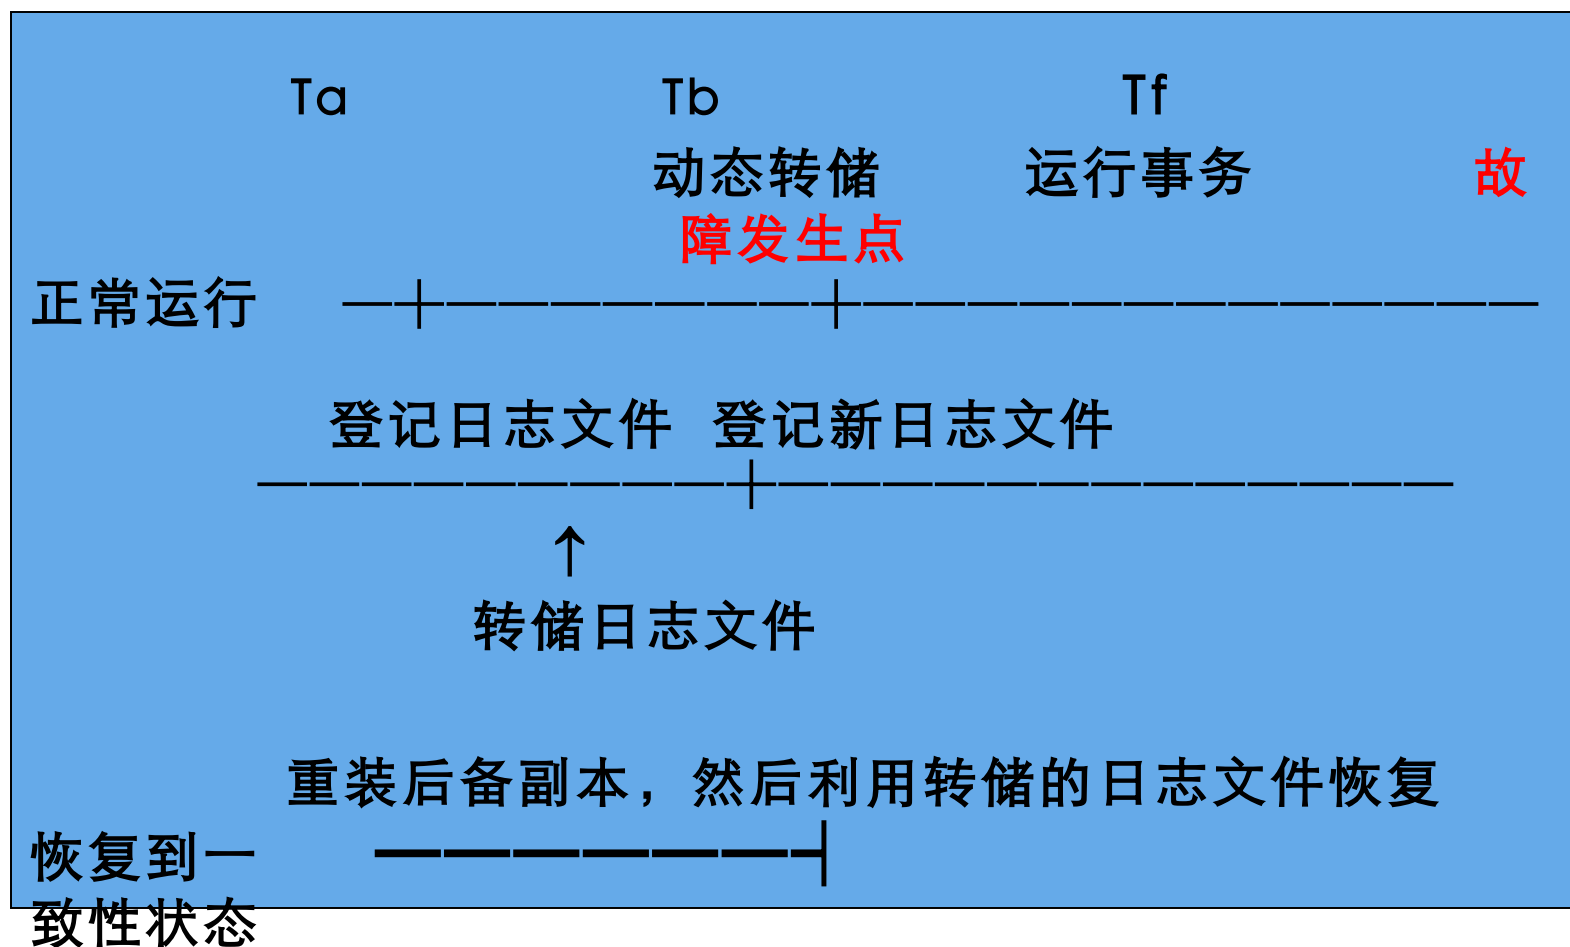 Ta Tb Tf
动态转储 运行事务 故
障发生点
正常运行 ─┼───────┼─────────────
登记日志文件 登记新日志文件
─────────┼─────────────
↑
转储日志文件
重装后备副本，然后利用转储的日志文件恢复
恢复到一 ━━━━━━┥
致性状态